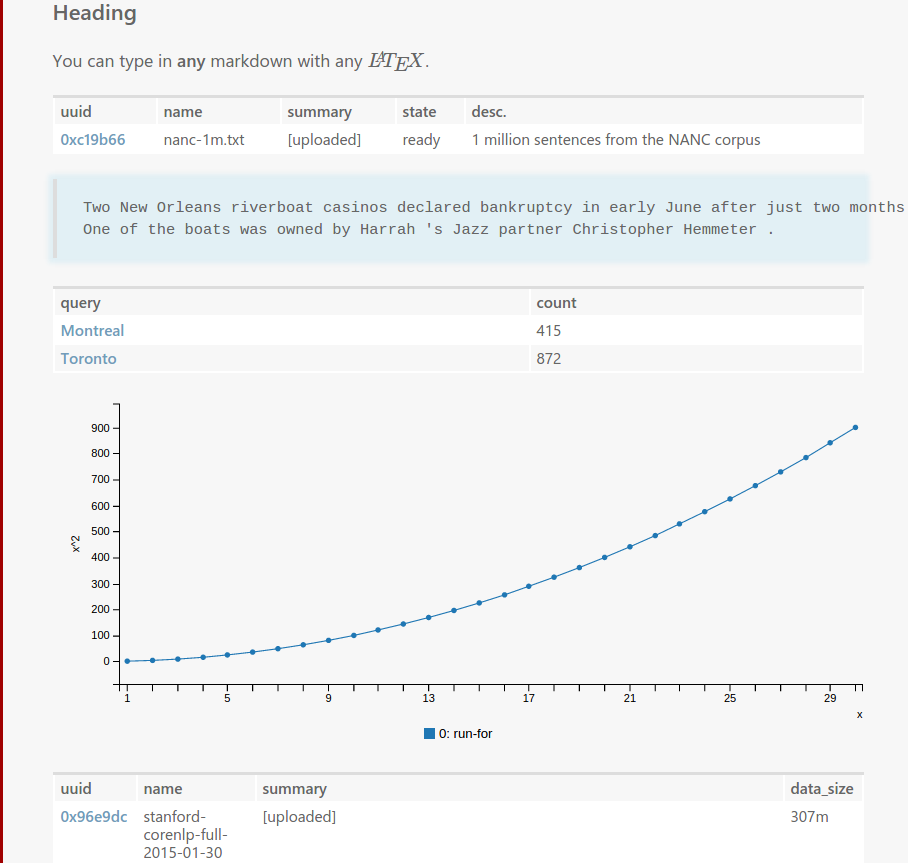 Heading
You can type in any markdown with any LATEX.
uuid name summary state desc.
0xc19b66 nanc-1m.txt [uploaded] ready 1 million sentences from the NANC corpus
Two New Orleans riverboat casinos declared bankruptcy in early June after just two months
One of the boats was owned by Harrah 's Jazz partner Christopher Hemmeter .
query count
Montreal 415
Toronto 872
900
800
700
600
500
400
300
200
100
0
x^2
1 5 9 13 17 21 25 29
x
0: run-for
uuid name summary data_size
0x96e9dc stanford- [uploaded] 307m
corenlp-full-
2015-01-30